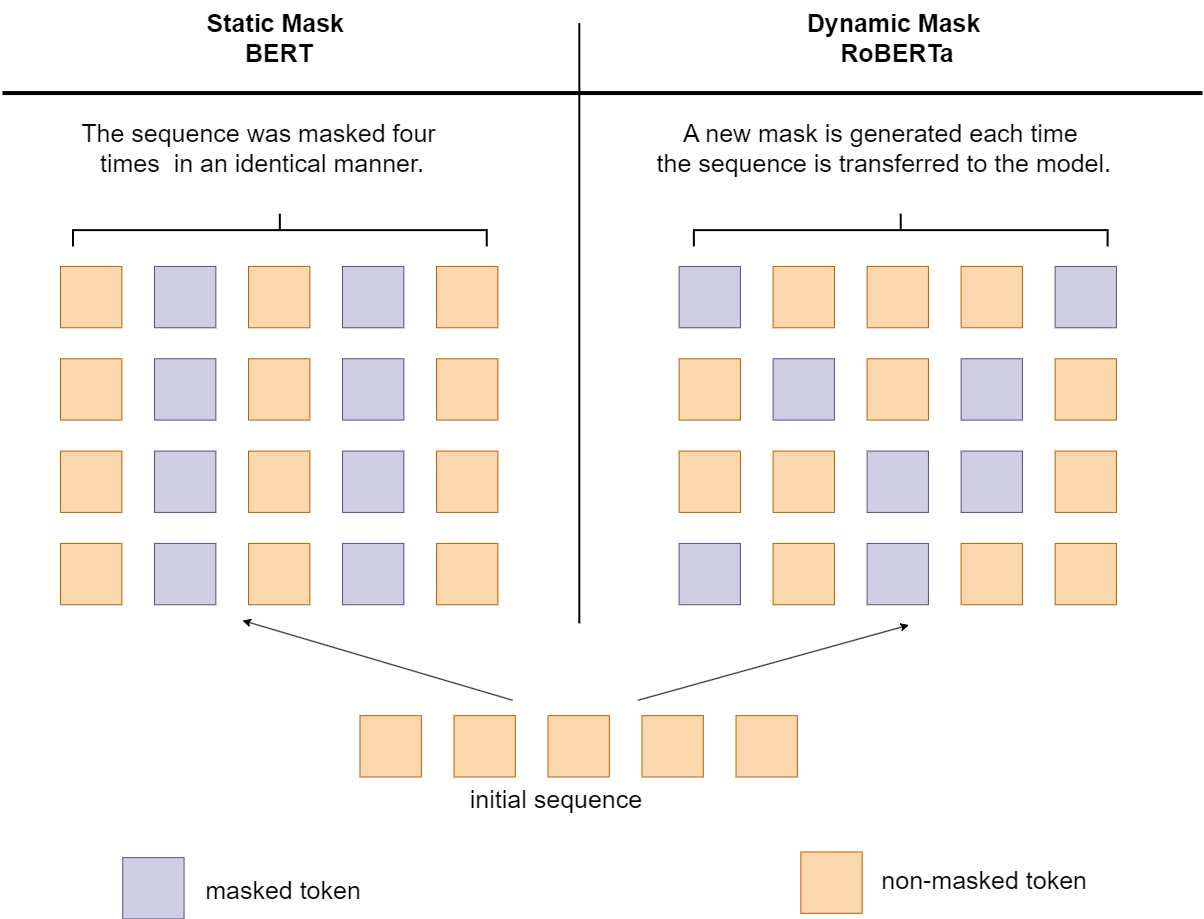 Static Mask
BERT
Dynamic Mask
RoBERTa
The sequence was masked four
times  in an identical manner.
A new mask is generated each time
the sequence is transferred to the model.
initial sequence
masked token
non-masked token